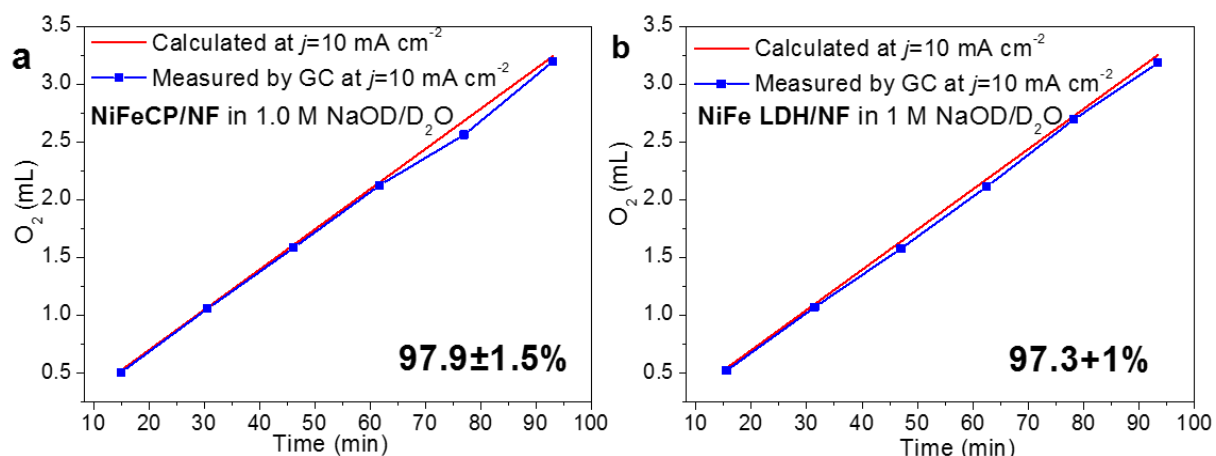 a
Calculated at j=10 mA cm⁻²
Measured by GC at j=10 mA cm⁻²
NiFeCP/NF in 1.0 M NaOD/D₂O
97.9±1.5%
O₂ (mL)
3.5
3.0
2.5
2.0
1.5
1.0
0.5
10 20 30 40 50 60 70 80 90 100
Time (min)
b
Calculated at j=10 mA cm⁻²
Measured by GC at j=10 mA cm⁻²
NiFe LDH/NF in 1 M NaOD/D₂O
97.3+1%
O₂ (mL)
3.5
3.0
2.5
2.0
1.5
1.0
0.5
10 20 30 40 50 60 70 80 90 100
Time (min)